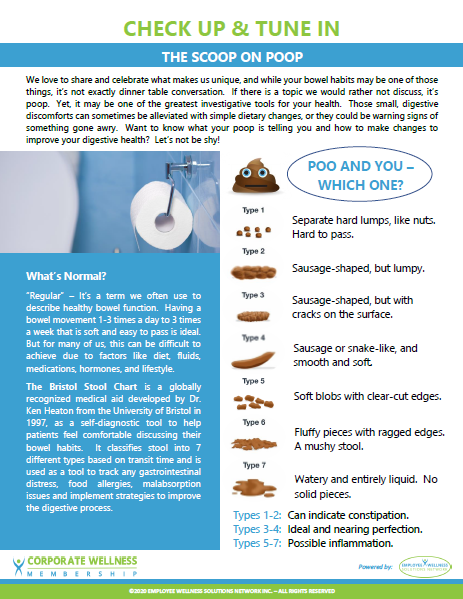 CHECK UP & TUNE IN
THE SCOOP ON POOP
We love to share and celebrate what makes us unique, and while your bowel habits may be one of those
things, it's not exactly dinner table conversation. If there is a topic we would rather not discuss, it's
poop. Yet, it may be one of the greatest investigative tools for your health. Those small, digestive
discomforts can sometimes be alleviated with simple dietary changes, or they could be warning signs of
something gone awry. Want to know what your poop is telling you and how to make changes to
improve your digestive health? Let's not be shy!
What's Normal?
"Regular" – It's a term we often use to
describe healthy bowel function. Having a
bowel movement 1-3 times a day to 3 times
a week that is soft and easy to pass is ideal.
But for many of us, this can be difficult to
achieve due to factors like diet, fluids,
medications, hormones, and lifestyle.
The Bristol Stool Chart is a globally
recognized medical aid developed by Dr.
Ken Heaton from the University of Bristol in
1997, as a self-diagnostic tool to help
patients feel comfortable discussing their
bowel habits. It classifies stool into 7
different types based on transit time and is
used as a tool to track any gastrointestinal
distress, food allergies, malabsorption
issues and implement strategies to improve
the digestive process.
POO AND YOU –
WHICH ONE?
Type 1
Separate hard lumps, like nuts.
Hard to pass.
Type 2
Sausage-shaped, but lumpy.
Type 3
Sausage-shaped, but with
cracks on the surface.
Type 4
Sausage or snake-like, and
smooth and soft.
Type 5
Soft blobs with clear-cut edges.
Type 6
Fluffy pieces with ragged edges.
A mushy stool.
Type 7
Watery and entirely liquid. No
solid pieces.
Types 1-2: Can indicate constipation.
Types 3-4: Ideal and nearing perfection.
Types 5-7: Possible inflammation.
CORPORATE WELLNESS
MEMBERSHIP
Powered by:
EMPLOYEE WELLNESS
SOLUTIONS NETWORK
©2020 EMPLOYEE WELLNESS SOLUTIONS NETWORK INC. – ALL RIGHTS RESERVED